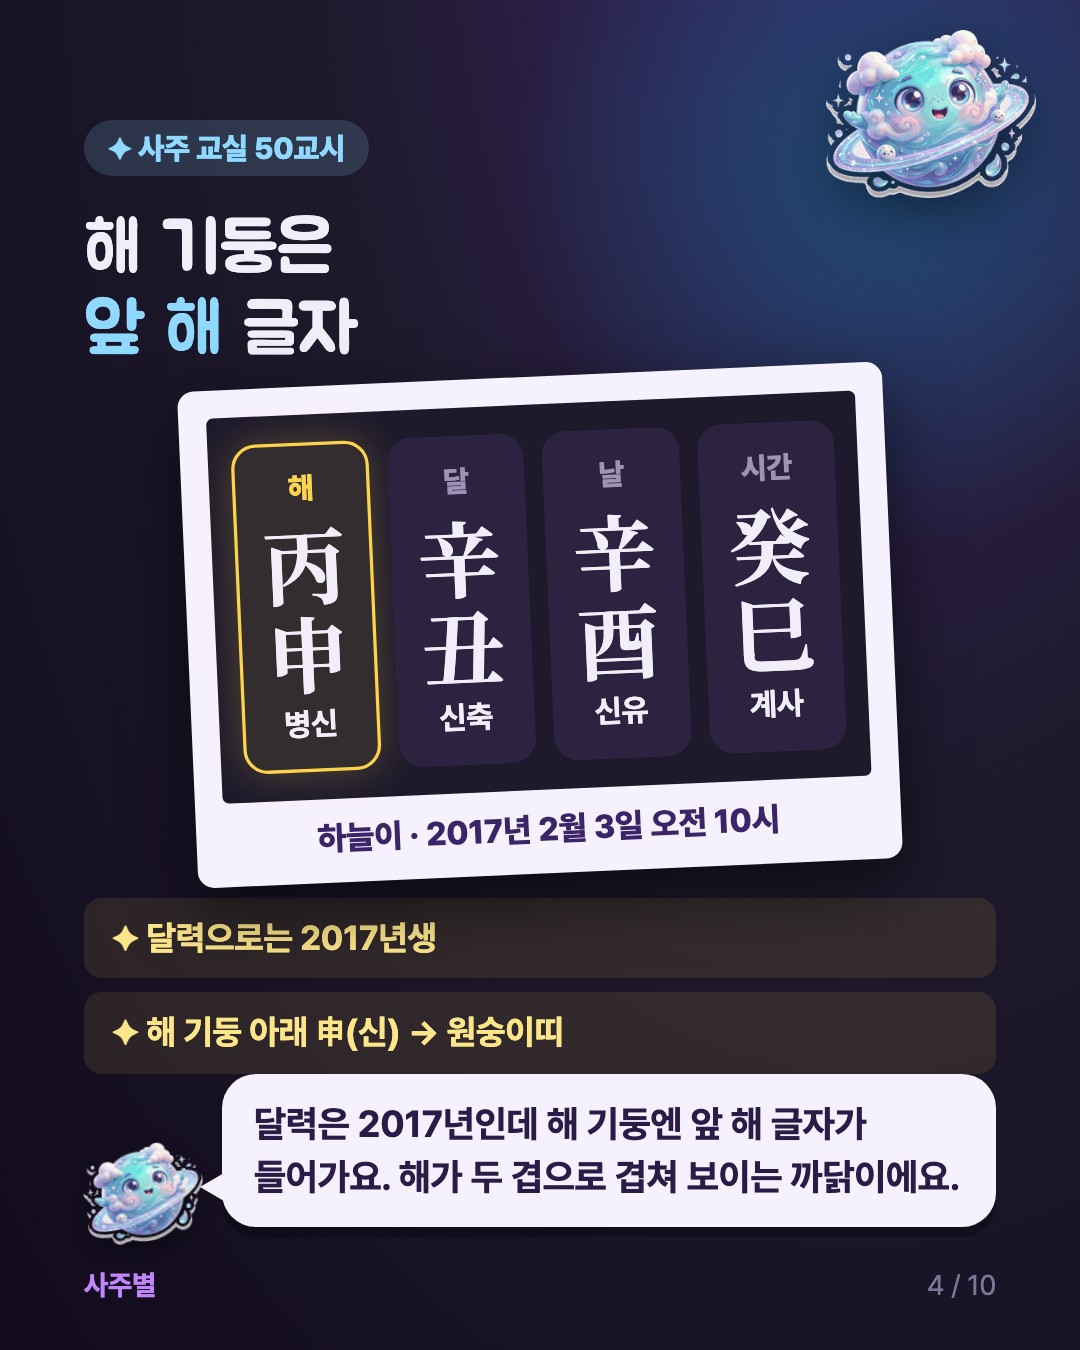 ✦ 사주 교실 50교시
해 기둥은
앞 해 글자
해 달 날 시간
丙 辛 辛 癸
申 丑 酉 巳
병신 신축 신유 계사
하늘이 · 2017년 2월 3일 오전 10시
✦ 달력으로는 2017년생
✦ 해 기둥 아래 申(신) → 원숭이띠
달력은 2017년인데 해 기둥엔 앞 해 글자가
들어가요. 해가 두 겹으로 겹쳐 보이는 까닭이에요.
사주별
4 / 10